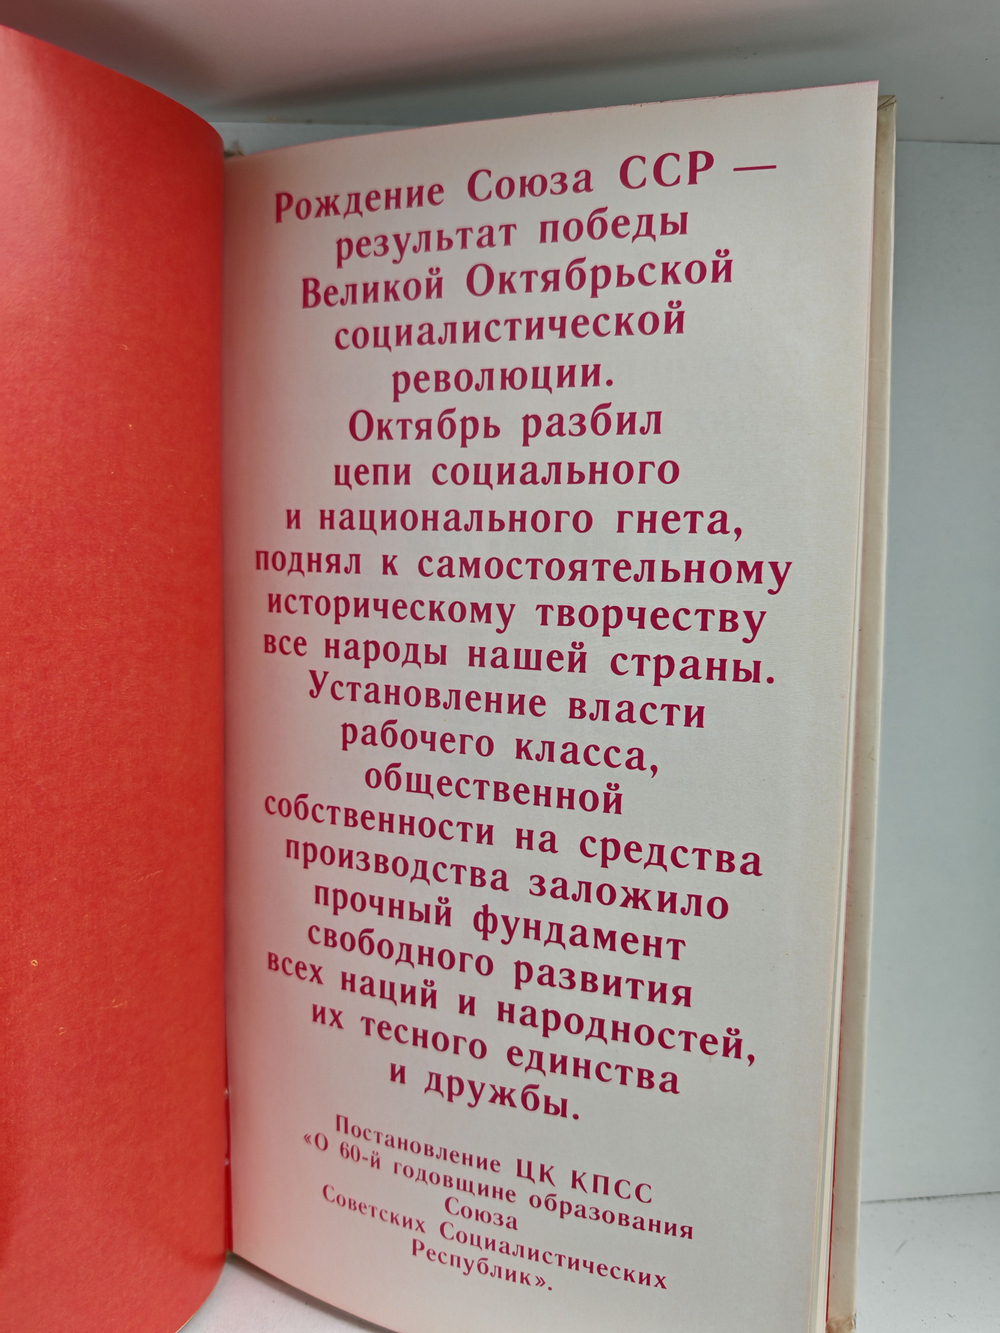 Рождение Союза ССР —
результат победы
Великой Октябрьской
социалистической
революции.
Октябрь разбил
цепи социального
и национального гнета,
поднял к самостоятельному
историческому творчеству
все народы нашей страны.
Установление власти
рабочего класса,
общественной
собственности на средства
производства заложило
прочный фундамент
свободного развития
всех наций и народностей,
их тесного единства
и дружбы.
Постановление ЦК КПСС
«О 60-й годовщине образования
Союза
Советских Социалистических
Республик».